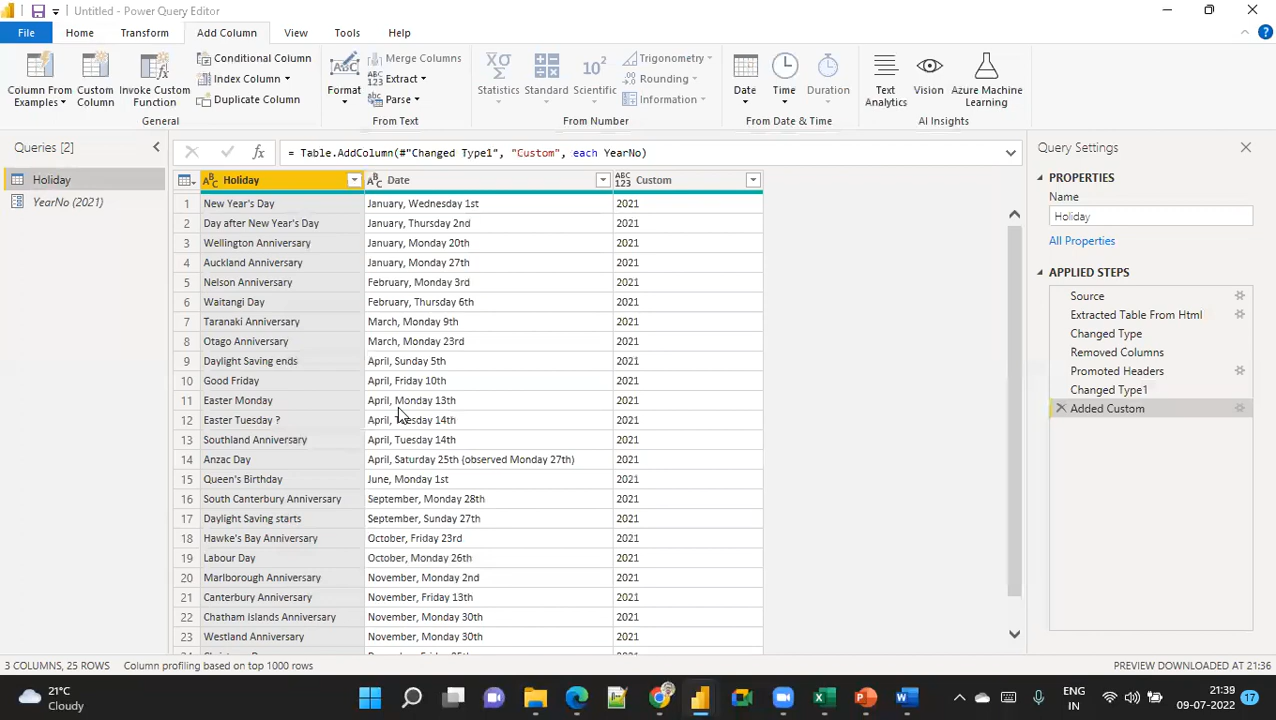 Untitled - Power Query Editor
File Home Transform Add Column View Tools Help
Column From Examples
Custom Column
Invoke Custom Function
Conditional Column
Index Column
Duplicate Column
General
Format
Merge Columns
Extract
Parse
From Text
Statistics
Standard
Scientific
Trigonometry
Rounding
Information
From Number
Date
Time
Duration
From Date & Time
Text Analytics
Vision
Azure Machine Learning
AI Insights
Queries [2]
Holiday
YearNo (2021)
= Table.AddColumn(#"Changed Type1", "Custom", each YearNo)
Holiday Date Custom
1 New Year's Day January, Wednesday 1st 2021
2 Day after New Year's Day January, Thursday 2nd 2021
3 Wellington Anniversary January, Monday 20th 2021
4 Auckland Anniversary January, Monday 27th 2021
5 Nelson Anniversary February, Monday 3rd 2021
6 Waitangi Day February, Thursday 6th 2021
7 Taranaki Anniversary March, Monday 9th 2021
8 Otago Anniversary March, Monday 23rd 2021
9 Daylight Saving ends April, Sunday 5th 2021
10 Good Friday April, Friday 10th 2021
11 Easter Monday April, Monday 13th 2021
12 Easter Tuesday ? April, Tuesday 14th 2021
13 Southland Anniversary April, Tuesday 14th 2021
14 Anzac Day April, Saturday 25th (observed Monday 27th) 2021
15 Queen's Birthday June, Monday 1st 2021
16 South Canterbury Anniversary September, Monday 28th 2021
17 Daylight Saving starts September, Sunday 27th 2021
18 Hawke's Bay Anniversary October, Friday 23rd 2021
19 Labour Day October, Monday 26th 2021
20 Marlborough Anniversary November, Monday 2nd 2021
21 Canterbury Anniversary November, Friday 13th 2021
22 Chatham Islands Anniversary November, Monday 30th 2021
23 Westland Anniversary November, Monday 30th 2021
Query Settings
PROPERTIES
Name
Holiday
All Properties
APPLIED STEPS
Source
Extracted Table From Html
Changed Type
Removed Columns
Promoted Headers
Changed Type1
Added Custom
3 COLUMNS, 25 ROWS Column profiling based on top 1000 rows
PREVIEW DOWNLOADED AT 21:36
21°C
Cloudy
ENG
IN
21:39
09-07-2022
17